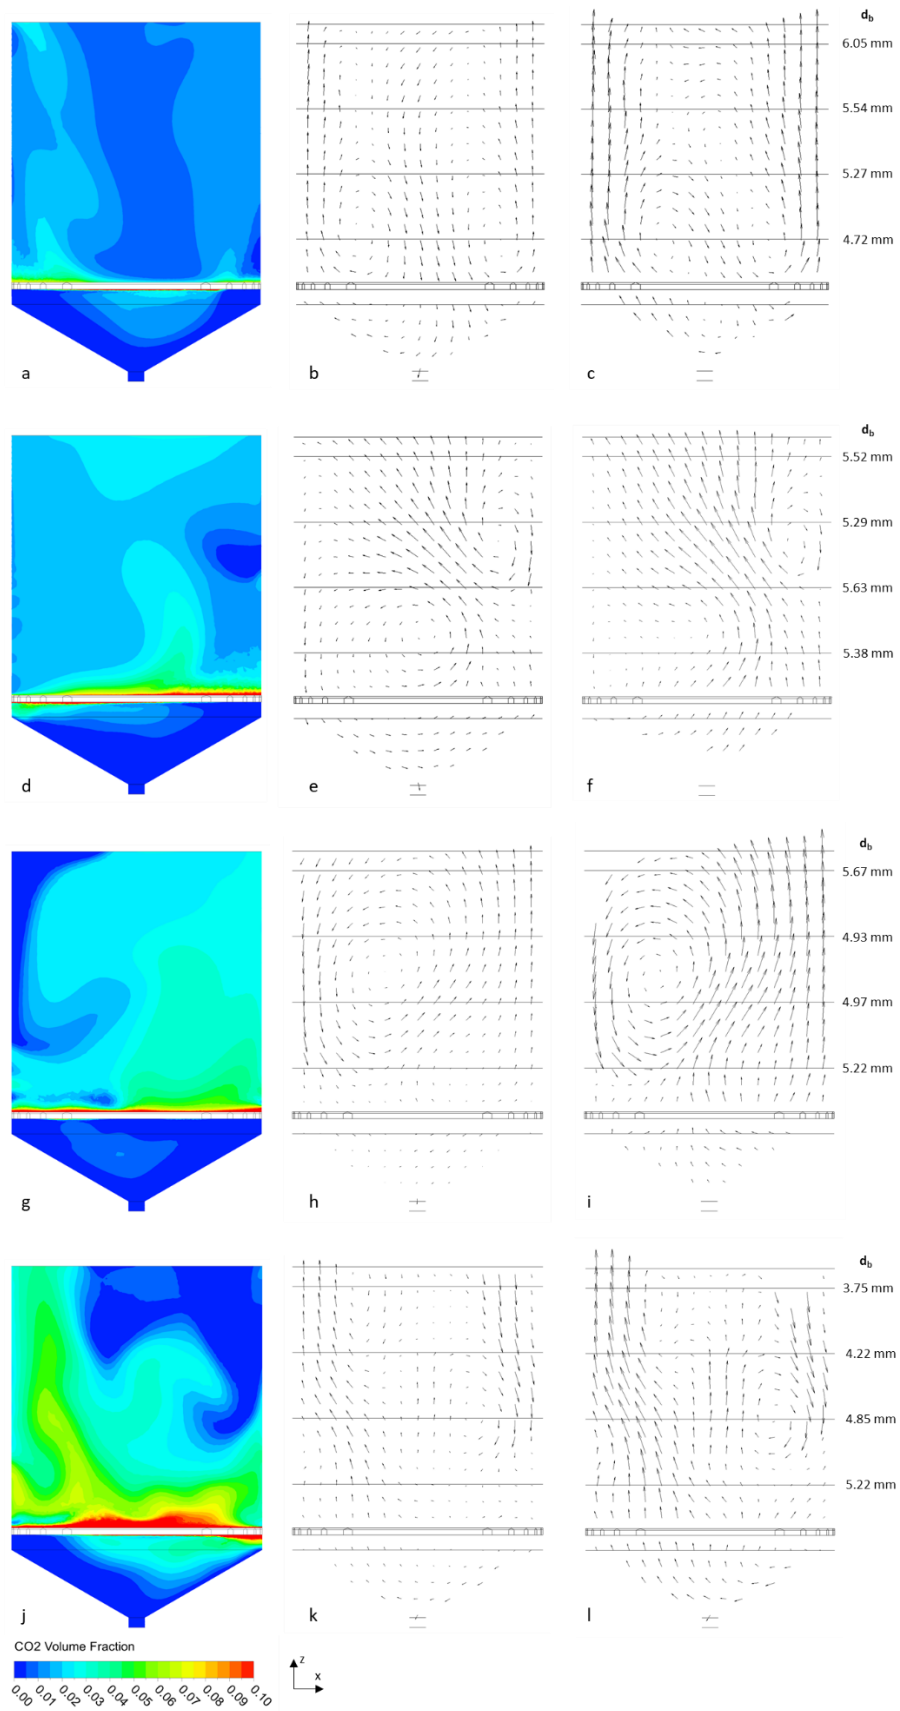 d_b
6.05 mm
5.54 mm
5.27 mm
4.72 mm
a
b
c
d_b
5.52 mm
5.29 mm
5.63 mm
5.38 mm
d
e
f
d_b
5.67 mm
4.93 mm
4.97 mm
5.22 mm
g
h
i
d_b
3.75 mm
4.22 mm
4.85 mm
5.22 mm
j
k
l
CO2 Volume Fraction
0.00 0.01 0.02 0.03 0.04 0.05 0.06 0.07 0.08 0.09 0.10
z
x